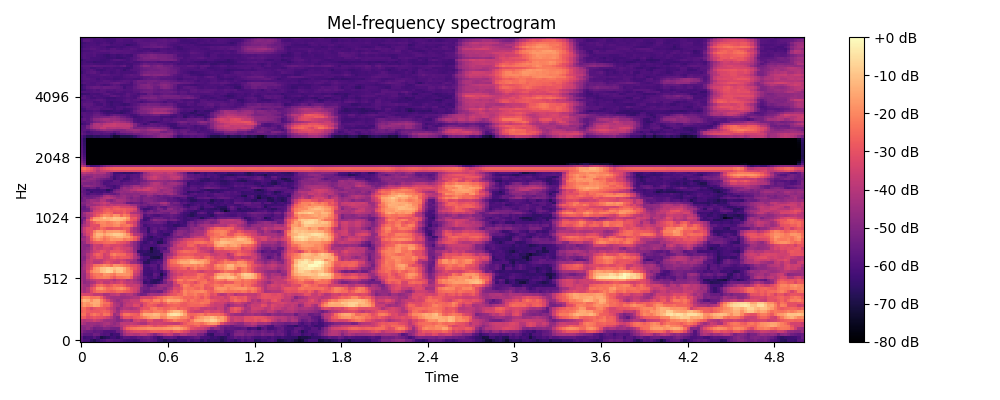 Mel-frequency spectrogram
+0 dB
-10 dB
-20 dB
-30 dB
-40 dB
-50 dB
-60 dB
-70 dB
-80 dB
Hz
4096
2048
1024
512
0
0 0.6 1.2 1.8 2.4 3 3.6 4.2 4.8
Time